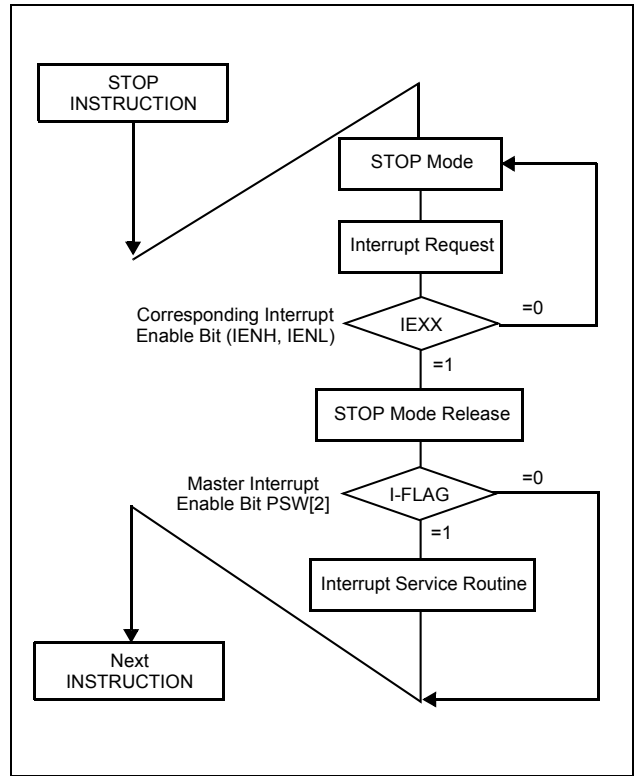 STOP
INSTRUCTION
STOP Mode
Interrupt Request
Corresponding Interrupt
Enable Bit (IENH, IENL)
IEXX
=0
=1
STOP Mode Release
Master Interrupt
Enable Bit PSW[2]
I-FLAG
=0
=1
Interrupt Service Routine
Next
INSTRUCTION